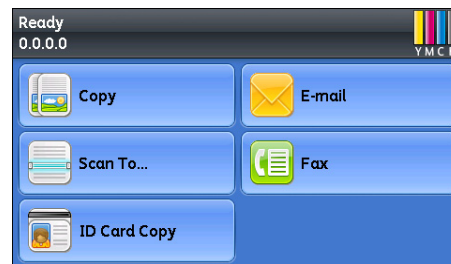 Ready
0.0.0.0
Y M C
Copy
E-mail
Scan To...
Fax
ID Card Copy